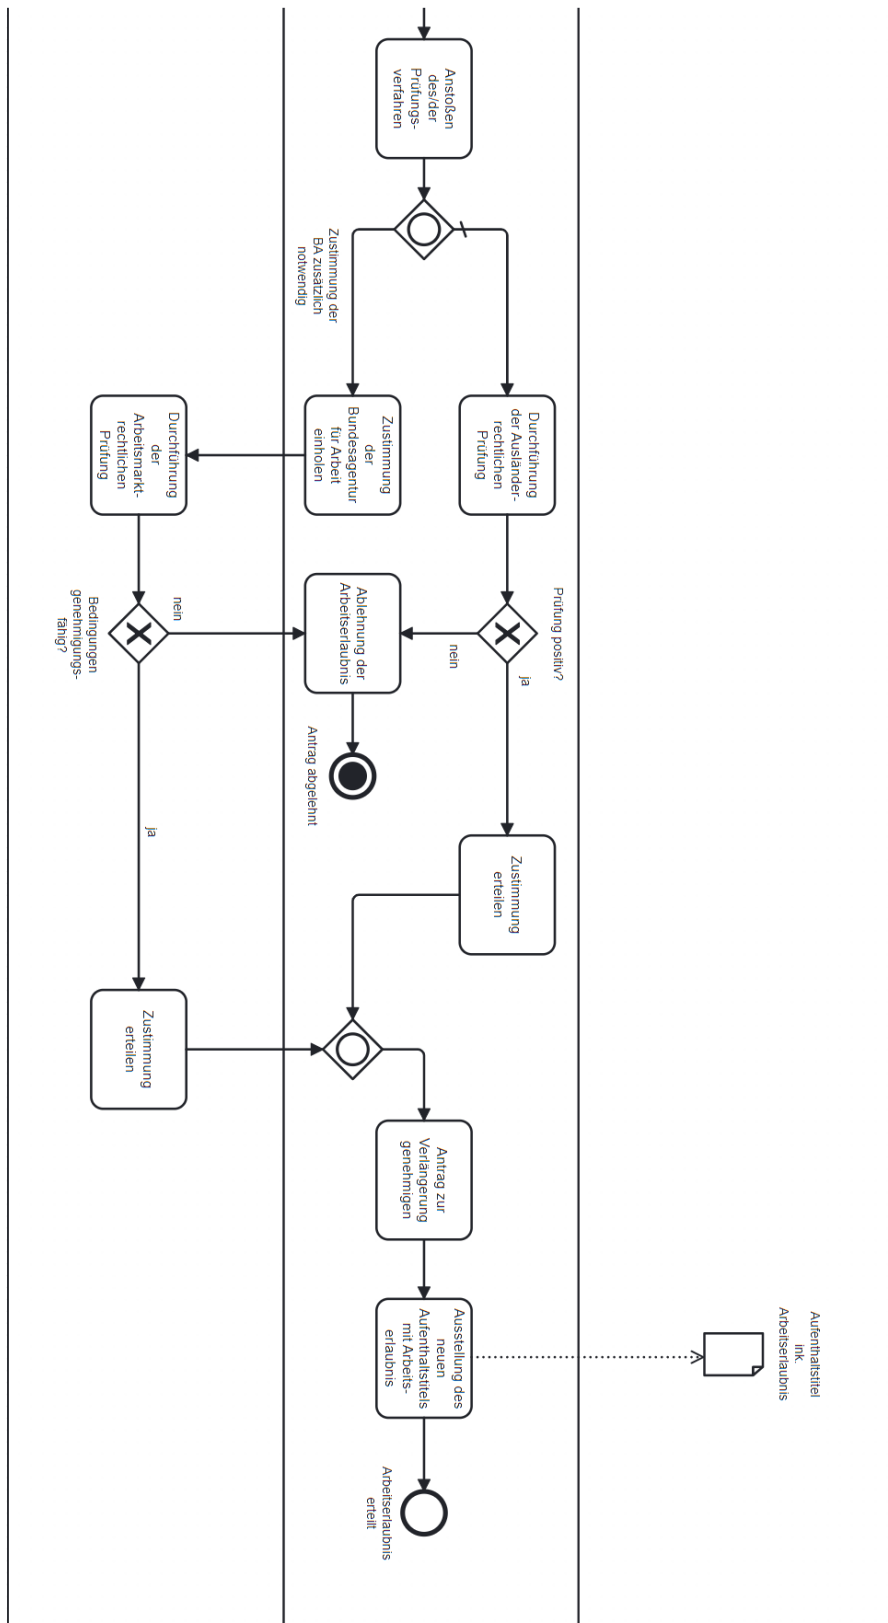 Anstoßen
des/der
Prüfungs-
verfahren
Zustimmung der
BA zusätzlich
notwendig
Durchführung
der Ausländer-
rechtlichen
Prüfung
Zustimmung
der
Bundesagentur
für Arbeit
einholen
Durchführung
der
Arbeitsmarkt-
rechtlichen
Prüfung
Prüfung positiv?
nein
ja
Ablehnung der
Arbeitserlaubnis
Antrag abgelehnt
nein
Bedingungen
genehmigungs-
fähig?
ja
Zustimmung
erteilen
Zustimmung
erteilen
Antrag zur
Verlängerung
genehmigen
Ausstellung des
neuen
Aufenthaltstitels
mit Arbeits-
erlaubnis
Aufenthaltstitel
ink.
Arbeitserlaubnis
Arbeitserlaubnis
erteilt